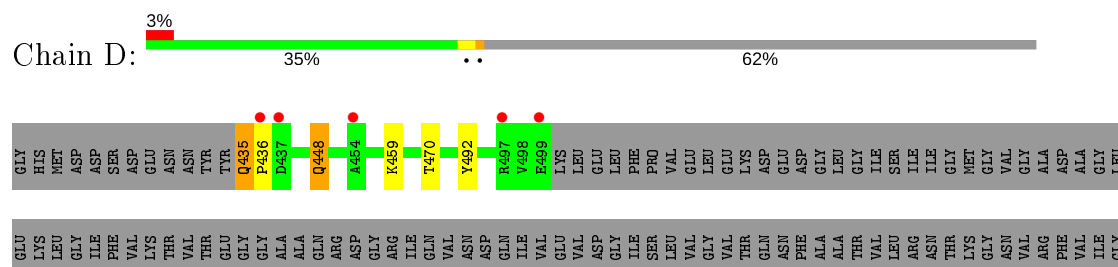 3%
Chain D:
35%
62%
GLY HIS MET ASP ASP SER ASP GLU ASN ASN TYR TYR Q435 P436 D437 Q448 A454 K459 T470 Y492 R497 V498 E499 LYS LEU GLU LEU PHE PRO VAL GLU LEU GLU LYS ASP GLU ASP GLY LEU GLY ILE SER ILE ILE GLY MET GLY VAL GLY ALA ASP ALA GLY LEU
GLU LYS LEU GLY ILE PHE VAL LYS THR VAL THR GLU GLY GLY ALA ALA GLN ARG ASP GLY ARG ILE GLN VAL ASN ASP GLN ILE VAL GLU VAL ASP GLY ILE SER LEU VAL GLY VAL THR GLN ASN PHE ALA ALA THR VAL LEU ARG ASN THR LYS GLY ASN VAL ARG PHE VAL ILE GLY